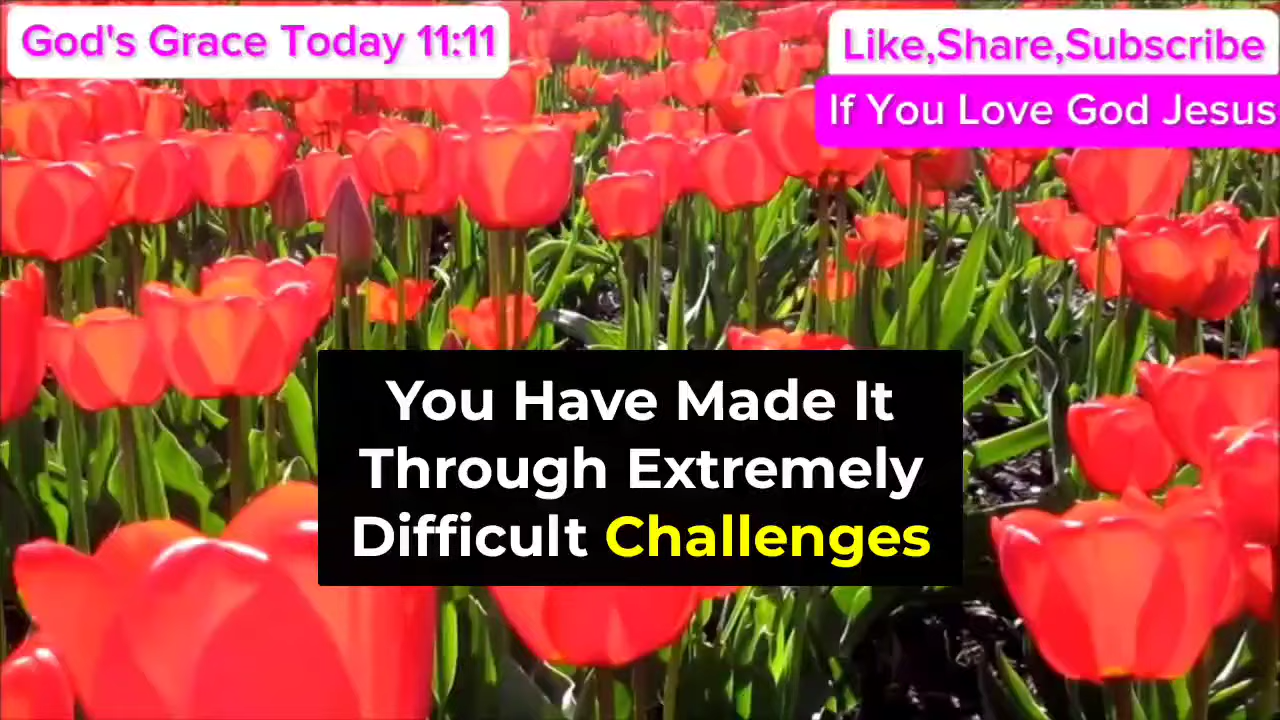 God's Grace Today 11:11
Like,Share,Subscribe
If You Love God Jesus
You Have Made It
Through Extremely
Difficult Challenges